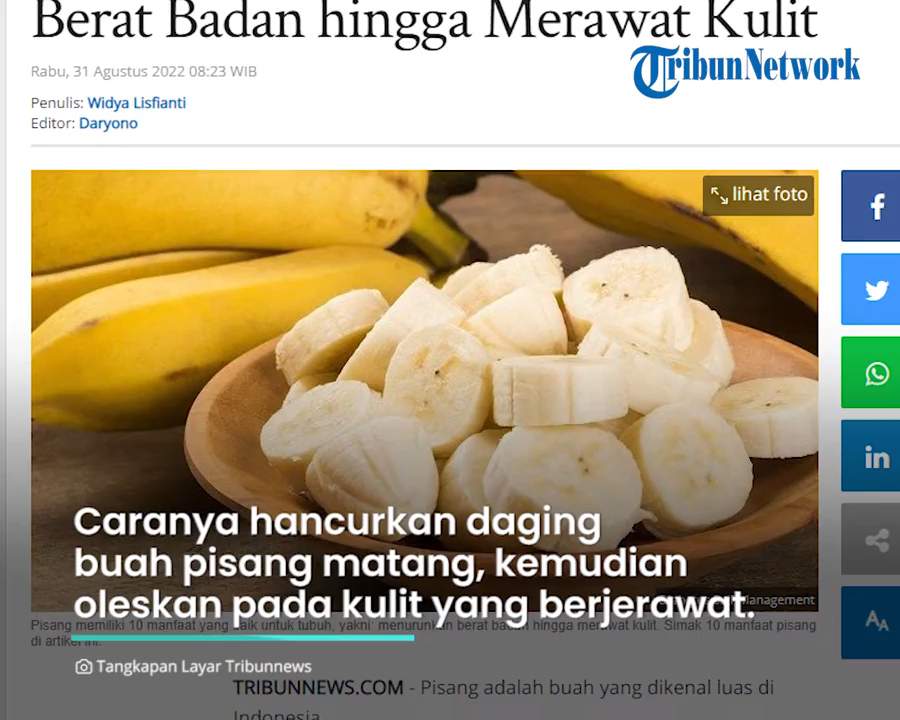 Berat Badan hingga Merawat Kulit
Rabu, 31 Agustus 2022 08:23 WIB
TribunNetwork
Penulis: Widya Lisfianti
Editor: Daryono
lihat foto
Caranya hancurkan daging
buah pisang matang, kemudian
oleskan pada kulit yang berjerawat.
Management
Pisang memiliki 10 manfaat yang baik untuk tubuh, yakni menurunkan berat badan hingga merawat kulit. Simak 10 manfaat pisang
di artikel ini.
Tangkapan Layar Tribunnews
TRIBUNNEWS.COM - Pisang adalah buah yang dikenal luas di
Indonesia